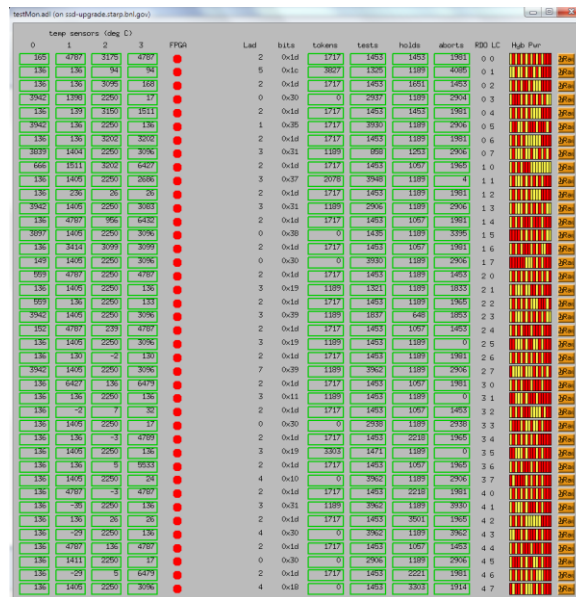 testMon.adl (on ssd-upgrade.starp.bnl.gov)
temp sensors (deg C)
0 1 2 3 FPGA Lad bits tokens tests holds aborts RDO LC Hyb Pwr
165 4787 3175 4787 2 0x1d 1717 1453 1453 1981 0 0
136 136 94 94 5 0x1c 3827 1325 1189 4085 0 1
136 136 3095 168 2 0x1d 1717 1453 1651 1453 0 2
3942 1398 2250 17 0x30 0 2937 1189 2904 0 3
136 139 3150 1511 2 0x1d 1717 1453 1453 1981 0 4
3942 136 2250 136 1 0x35 1717 3930 1189 2906 0 5
136 136 3202 3202 2 0x1d 1717 1453 1189 1981 0 6
3839 1404 2250 3096 3 0x31 1189 858 1253 2906 0 7
666 1511 3202 6427 2 0x1d 1717 1453 1057 1965 1 0
136 1405 2250 2686 3 0x37 2078 3948 1189 4 1 1
136 236 26 26 2 0x1d 1717 1453 1189 1981 1 2
3942 1405 2250 3083 3 0x31 1189 2906 1189 2906 1 3
136 4787 956 6432 2 0x1d 1717 1453 1057 1981 1 4
3897 1405 2250 3096 0x38 0 1435 1189 3395 1 5
136 3414 3099 3099 2 0x1d 1717 1453 1057 1981 1 6
149 1405 2250 3096 0x30 0 3930 1189 2906 1 7
559 4787 2250 4787 2 0x1d 1717 1453 1189 1453 2 0
136 1405 2250 136 3 0x19 1189 1321 1189 1833 2 1
559 136 2250 133 2 0x1d 1717 1453 1189 1965 2 2
3942 1405 2250 3096 3 0x39 1189 1837 648 1853 2 3
152 4787 239 4787 2 0x1d 1717 1453 1057 1453 2 4
136 1405 2250 3096 3 0x19 1189 1453 1189 0 2 5
136 130 -2 130 2 0x1d 1717 1453 1189 1981 2 6
3942 1405 2250 3096 7 0x39 1189 3962 1189 2906 2 7
136 6427 136 6479 2 0x1d 1717 1453 1057 1981 3 0
136 136 2250 136 3 0x11 1189 1453 1189 0 3 1
136 -2 7 32 2 0x1d 1717 1453 1057 1453 3 2
136 1405 2250 17 0x30 0 2938 1189 2938 3 3
136 136 -3 4789 2 0x1d 1717 1453 2218 1965 3 4
136 1405 2250 136 3 0x19 3303 1471 1189 0 3 5
136 136 5 5533 2 0x1d 1717 1453 1057 1965 3 6
136 1405 2250 24 4 0x10 0 3962 1189 2906 3 7
136 4787 -3 4787 2 0x1d 1717 1453 2218 1981 4 0
136 -35 2250 136 3 0x31 1189 3962 1189 3930 4 1
136 136 26 26 2 0x1d 1717 1453 3501 1965 4 2
136 -29 2250 136 4 0x30 0 3962 1189 3962 4 3
136 4787 136 4787 2 0x1d 1717 1453 1057 1453 4 4
136 1411 2250 17 0x30 0 2906 1189 2906 4 5
136 -29 5 6479 2 0x1d 1717 1453 2221 1981 4 6
136 1405 2250 3096 4 0x18 0 1453 3303 1914 4 7